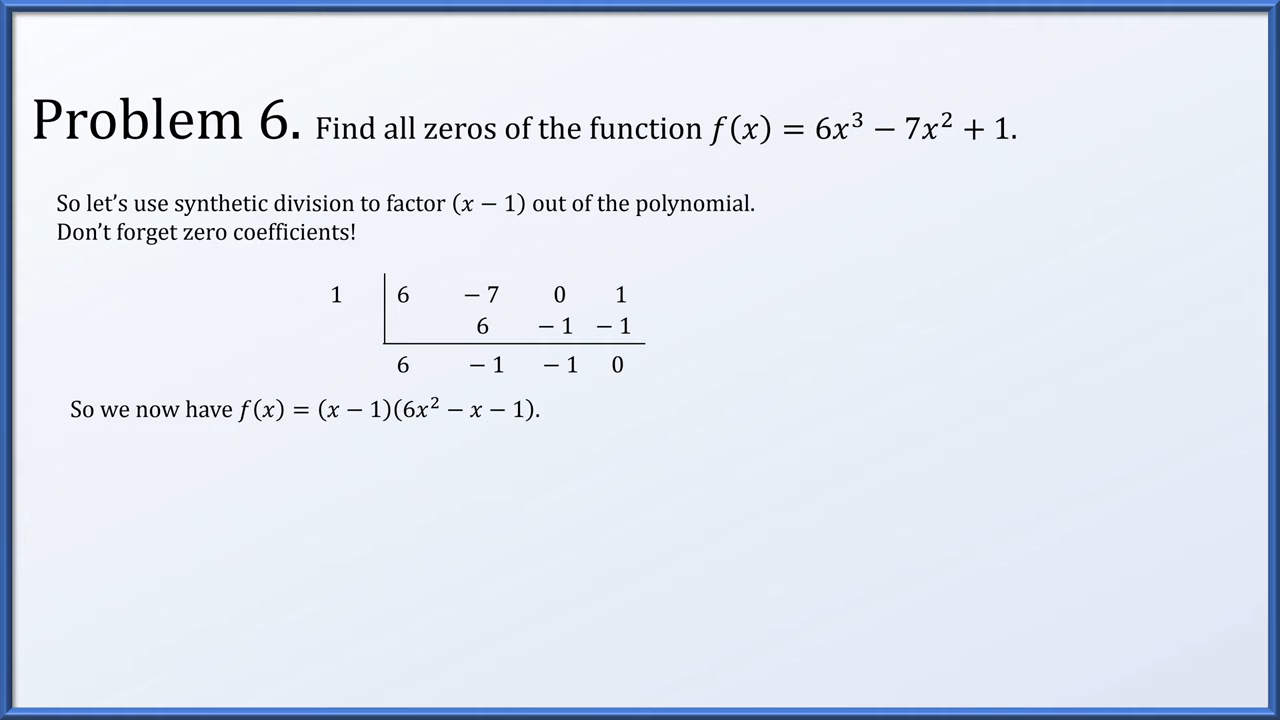 Problem 6. Find all zeros of the function f(x) = 6x³ − 7x² + 1.
So let’s use synthetic division to factor (x − 1) out of the polynomial.
Don’t forget zero coefficients!
1 6 − 7 0 1
6 − 1 − 1
6 − 1 − 1 0
So we now have f(x) = (x − 1)(6x² − x − 1).